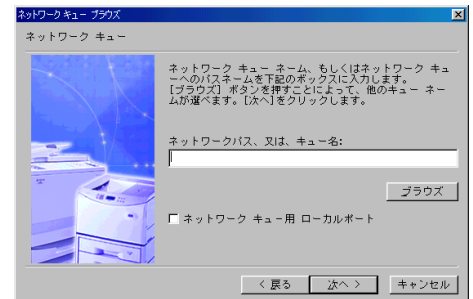 ネットワーク キュー ブラウズ
ネットワーク キュー
ネットワーク キュー ネーム、もしくはネットワーク キュ
ーへのパスネームを下記のボックスに入力します。
[ブラウズ] ボタンを押すことによって、他のキュー ネー
ムが選べます。[次へ]をクリックします。
ネットワークパス、又は、キュー名:
ブラウズ
ネットワーク キュー用 ローカルポート
< 戻る
次へ >
キャンセル